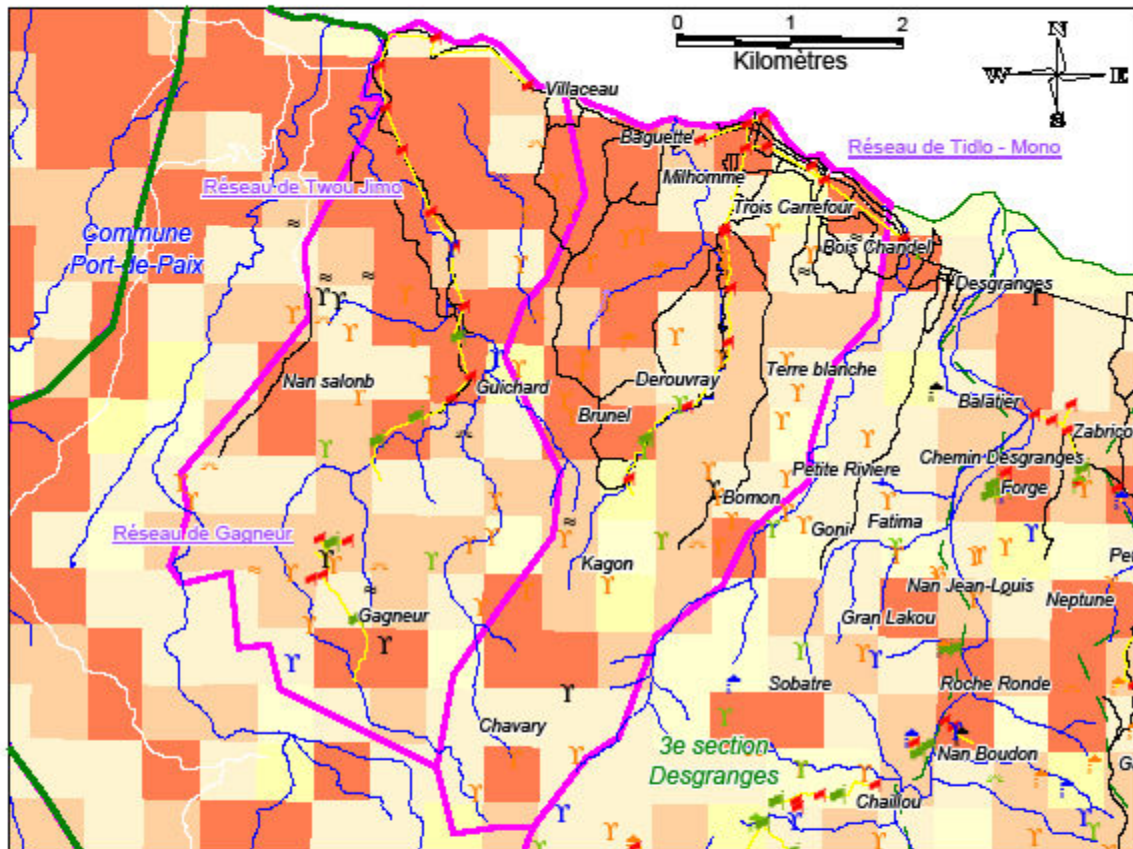 0 1 2
Kilomètres
N
W E
S
Villaceau
Baguette
Réseau de Tidlo - Mono
Milhomme
Réseau de Twou Jimo
Trois Carrefour
Commune
Port-de-Paix
Bois Chandel
Desgranges
Nan salonb
Guichard
Derouvray
Terre blanche
Brunel
Balatier
Zabrico
Chemin Desgranges
Petite Riviere
Forge
Bomon
Fatima
Goni
Réseau de Gagneur
Kagon
Pe
Nan Jean-Louis
Neptune
Gagneur
Gran Lakou
Sobatre
Roche Ronde
Chavary
3e section
Desgranges
Nan Boudon
G
Chaillou